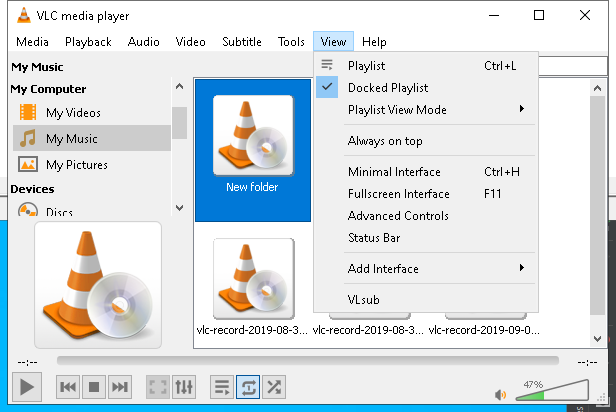 VLC media player
Media Playback Audio Video Subtitle Tools View Help
My Music
My Computer
My Videos
My Music
My Pictures
Devices
Discs
Playlist Ctrl+L
Docked Playlist
Playlist View Mode
Always on top
Minimal Interface Ctrl+H
Fullscreen Interface F11
Advanced Controls
Status Bar
Add Interface
VLsub
New folder
vlc-record-2019-08-3... vlc-record-2019-08-3... vlc-record-2019-09-0...
--:-- --:--
47%